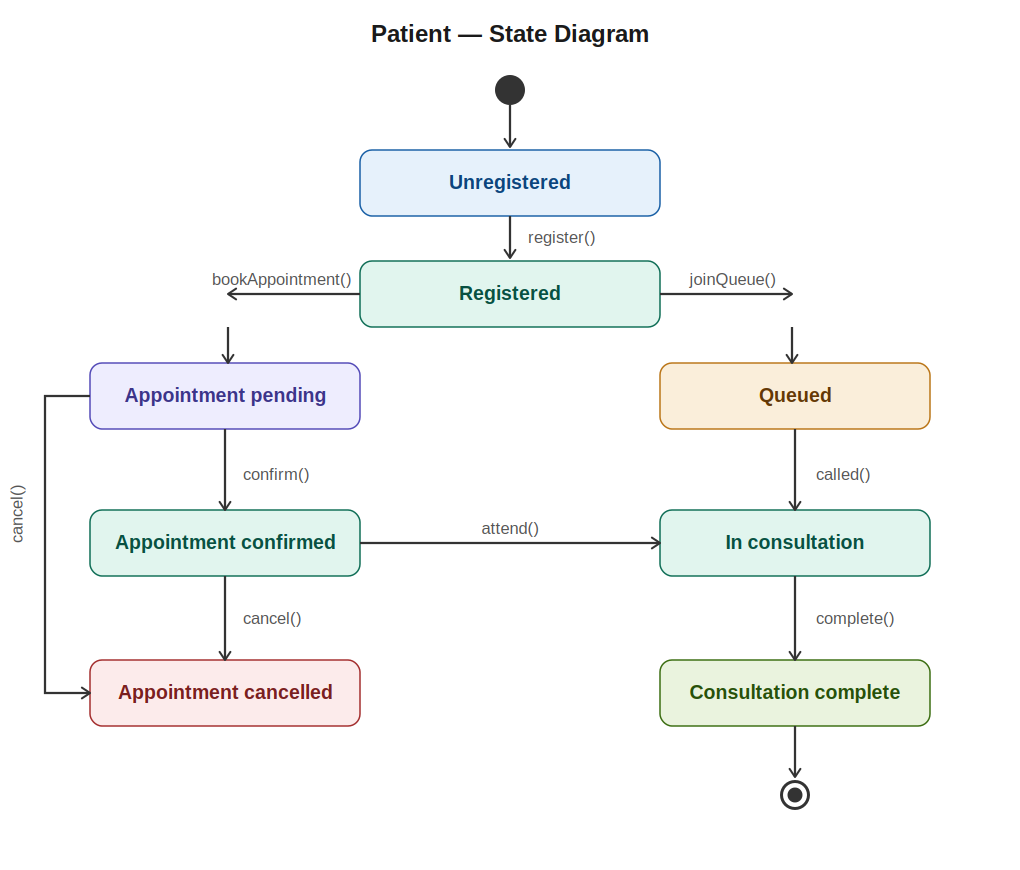 Patient — State Diagram
Unregistered
register()
bookAppointment()
Registered
joinQueue()
Appointment pending
Queued
cancel()
confirm()
called()
Appointment confirmed
attend()
In consultation
cancel()
complete()
Appointment cancelled
Consultation complete